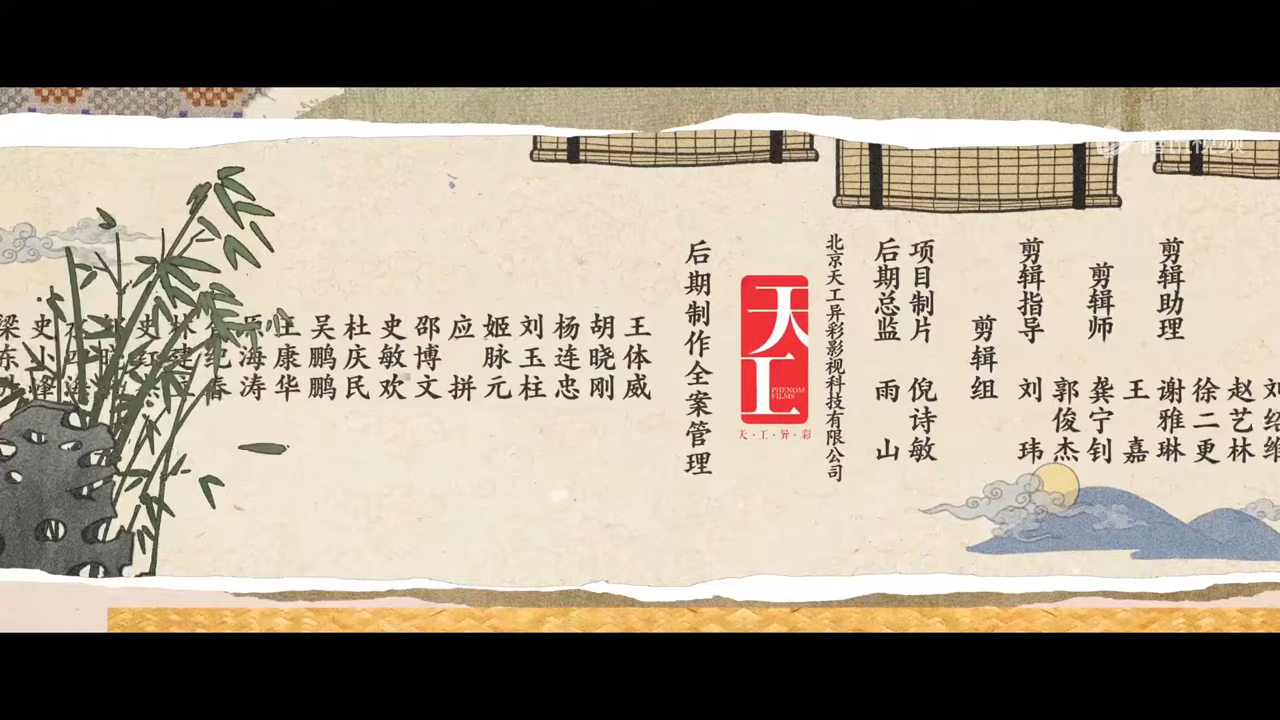 海涛
王康华
吴鹏鹏
杜庆民
史敏欢
邵博文
应拼
姬脉元
刘玉柱
杨连忠
胡晓刚
王体威
后期制作全案管理
天工
PHENOM
FILMS
天·工·异·彩
北京天工异彩影视科技有限公司
后期总监 雨山
项目制片 倪诗敏
剪辑组
剪辑指导 刘玮
郭俊杰
剪辑师 龚宁钊
王嘉
剪辑助理 谢雅琳
徐二更
赵艺林
腾讯视频